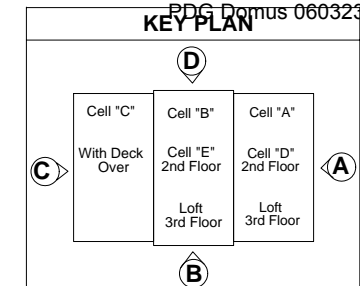 PDG Domus 060323
KEY PLAN
D
Cell "C"
With Deck
Over
Cell "B"
Cell "E"
2nd Floor
Loft
3rd Floor
Cell "A"
Cell "D"
2nd Floor
Loft
3rd Floor
C
A
B